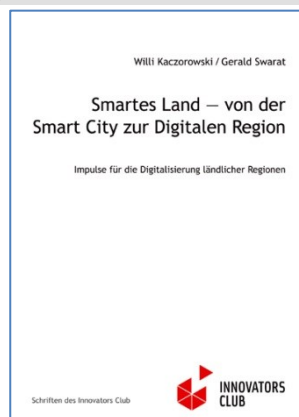 Willi Kaczorowski / Gerald Swarat
Smartes Land — von der
Smart City zur Digitalen Region
Impulse für die Digitalisierung ländlicher Regionen
Schriften des Innovators Club
INNOVATORS
CLUB